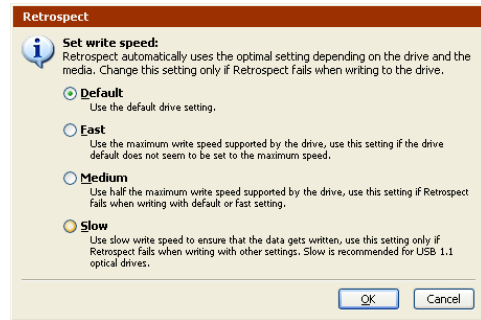 Retrospect
Set write speed:
Retrospect automatically uses the optimal setting depending on the drive and the
media. Change this setting only if Retrospect fails when writing to the drive.
Default
Use the default drive setting.
Fast
Use the maximum write speed supported by the drive, use this setting if the drive
default does not seem to be set to the maximum speed.
Medium
Use half the maximum write speed supported by the drive, use this setting if Retrospect
fails when writing with default or fast setting.
Slow
Use slow write speed to ensure that the data gets written, use this setting only if
Retrospect fails when writing with other settings. Slow is recommended for USB 1.1
optical drives.
OK Cancel